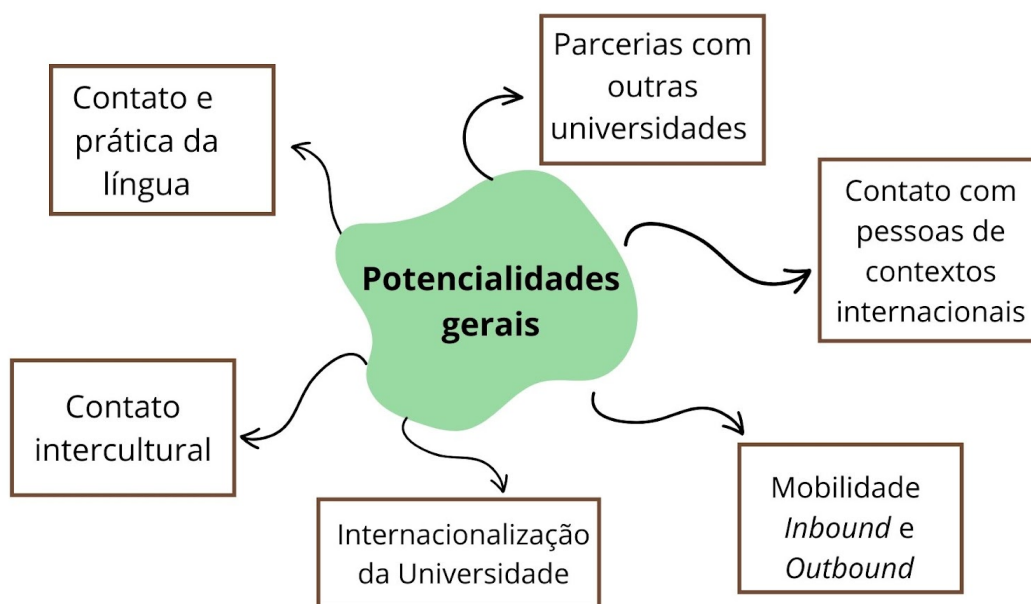 Parcerias com
outras
universidades
Contato e
prática da
língua
Contato com
pessoas de
contextos
internacionais
Potencialidades
gerais
Contato
intercultural
Internacionalização
da Universidade
Mobilidade
Inbound e
Outbound